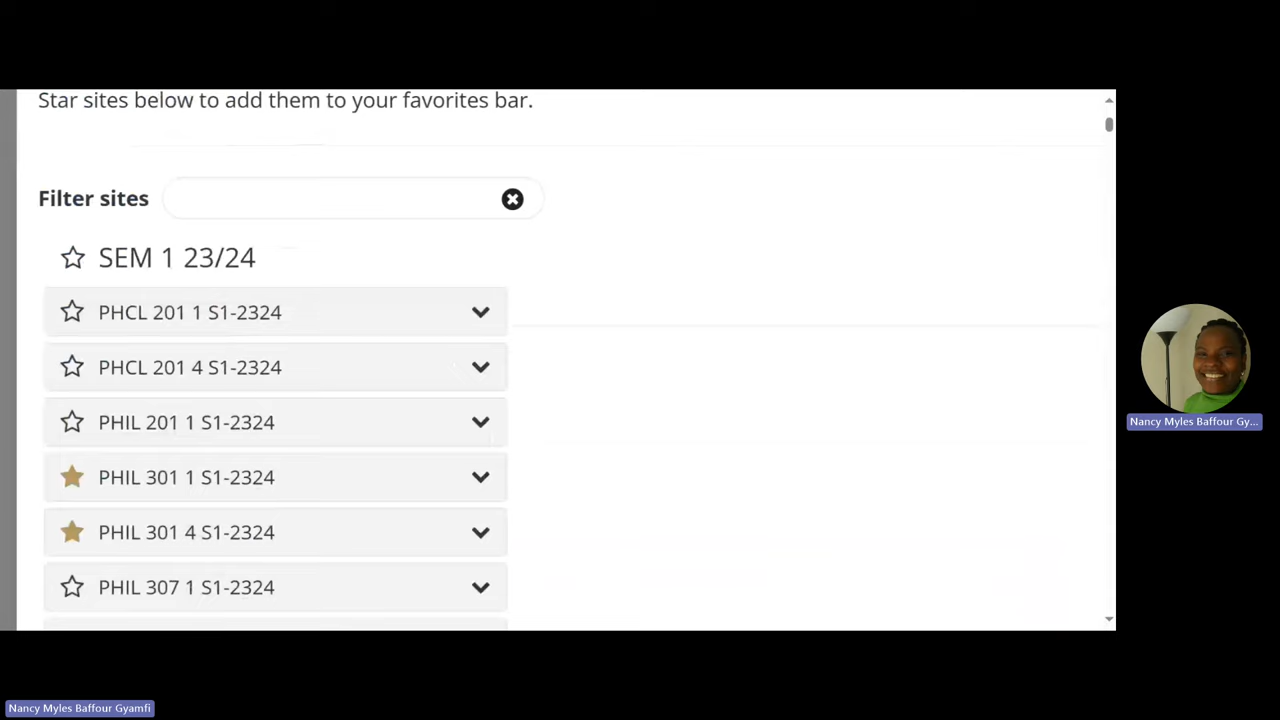 Star sites below to add them to your favorites bar.
Filter sites
SEM 1 23/24
PHCL 201 1 S1-2324
PHCL 201 4 S1-2324
PHIL 201 1 S1-2324
PHIL 301 1 S1-2324
PHIL 301 4 S1-2324
PHIL 307 1 S1-2324
Nancy Myles Baffour Gy...
Nancy Myles Baffour Gyamfi